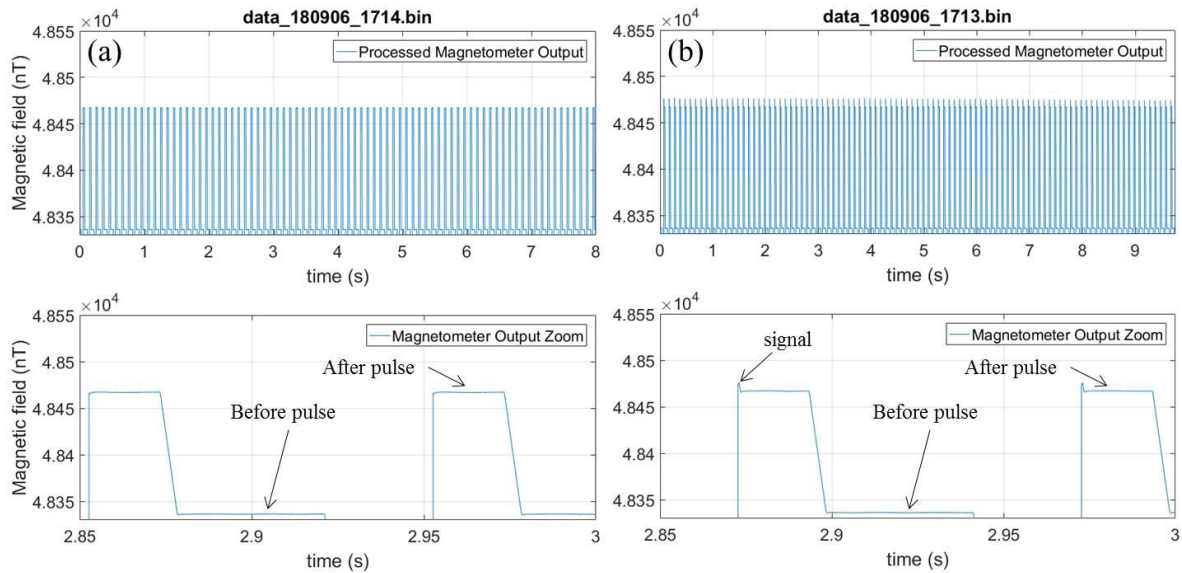 data_180906_1714.bin
×10⁴
(a)
Processed Magnetometer Output
Magnetic field (nT)
4.855
4.85
4.845
4.84
4.835
0 1 2 3 4 5 6 7 8
time (s)
data_180906_1713.bin
×10⁴
(b)
Processed Magnetometer Output
4.855
4.85
4.845
4.84
4.835
0 1 2 3 4 5 6 7 8 9
time (s)
×10⁴
Magnetometer Output Zoom
Magnetic field (nT)
4.855
4.85
4.845
4.84
4.835
After pulse
Before pulse
2.85 2.9 2.95 3
time (s)
×10⁴
Magnetometer Output Zoom
4.855
4.85
4.845
4.84
4.835
signal
After pulse
Before pulse
2.85 2.9 2.95 3
time (s)